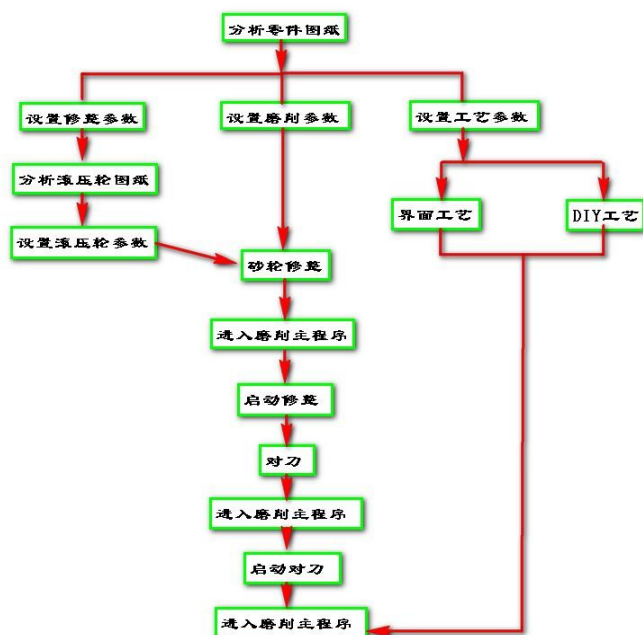 分析零件图纸
设置修整参数
设置磨削参数
设置工艺参数
分析滚压轮图纸
界面工艺
DIY工艺
设置滚压轮参数
砂轮修整
进入磨削主程序
启动修整
对刀
进入磨削主程序
启动对刀
进入磨削主程序